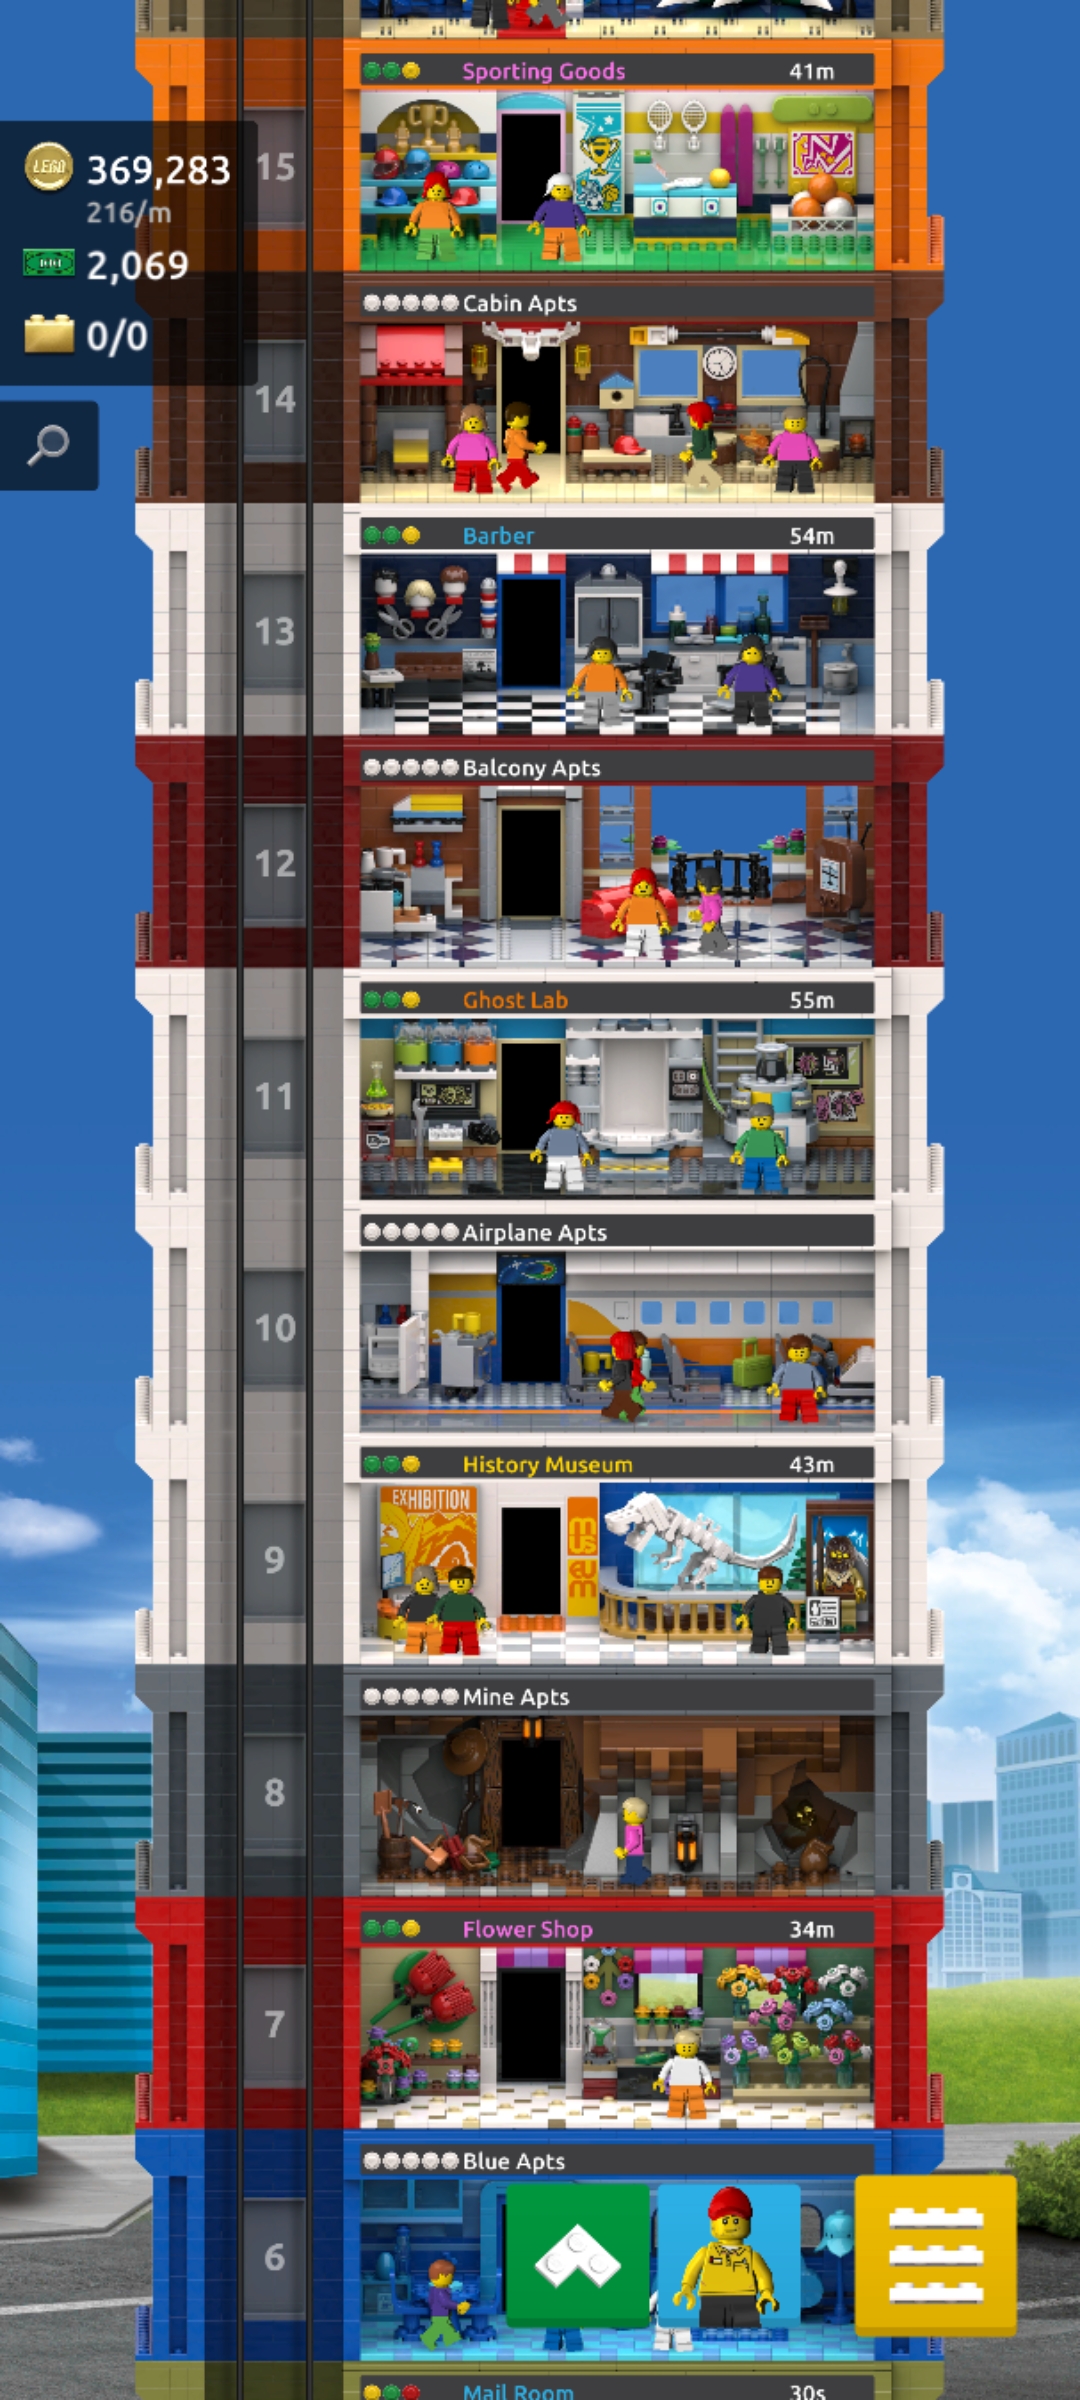 Sporting Goods 41m
LEGO 369,283
216/m
2,069
0/0
15
Cabin Apts
14
Barber 54m
13
Balcony Apts
12
Ghost Lab 55m
11
Airplane Apts
10
History Museum 43m
EXHIBITION
MUSEUM
9
Mine Apts
8
Flower Shop 34m
7
Blue Apts
6
Mail Room 30s